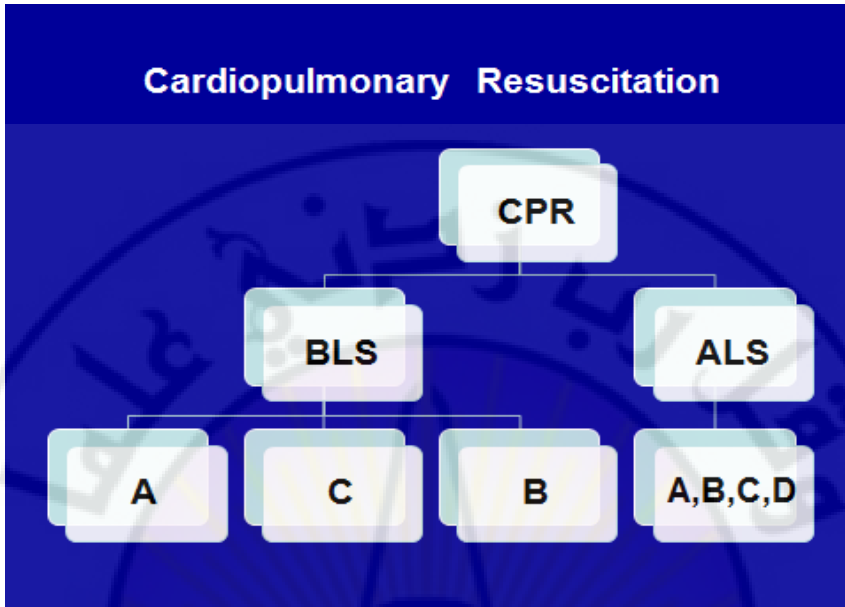 Cardiopulmonary Resuscitation
CPR
BLS
ALS
A
C
B
A,B,C,D